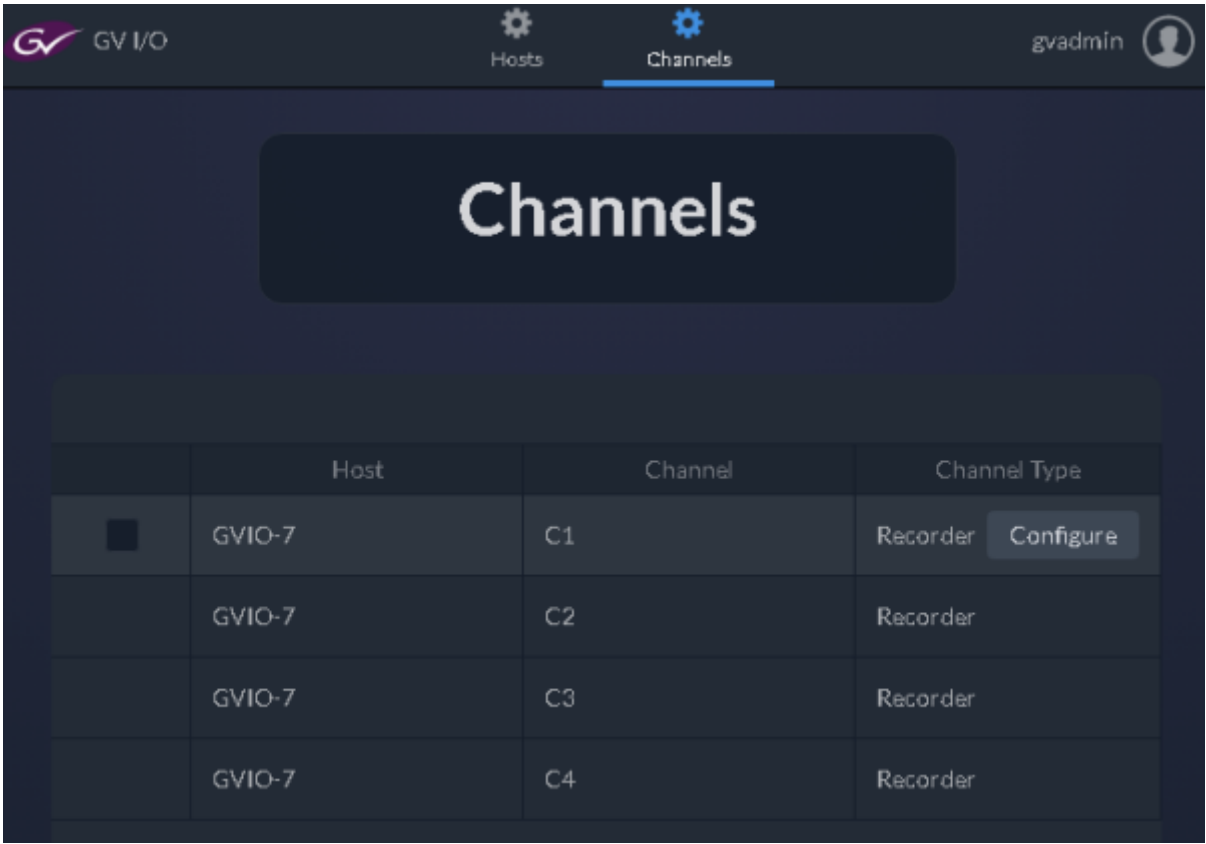 GV GV I/O
Hosts
Channels
gvadmin
Channels
Host Channel Channel Type
GVIO-7 C1 Recorder Configure
GVIO-7 C2 Recorder
GVIO-7 C3 Recorder
GVIO-7 C4 Recorder